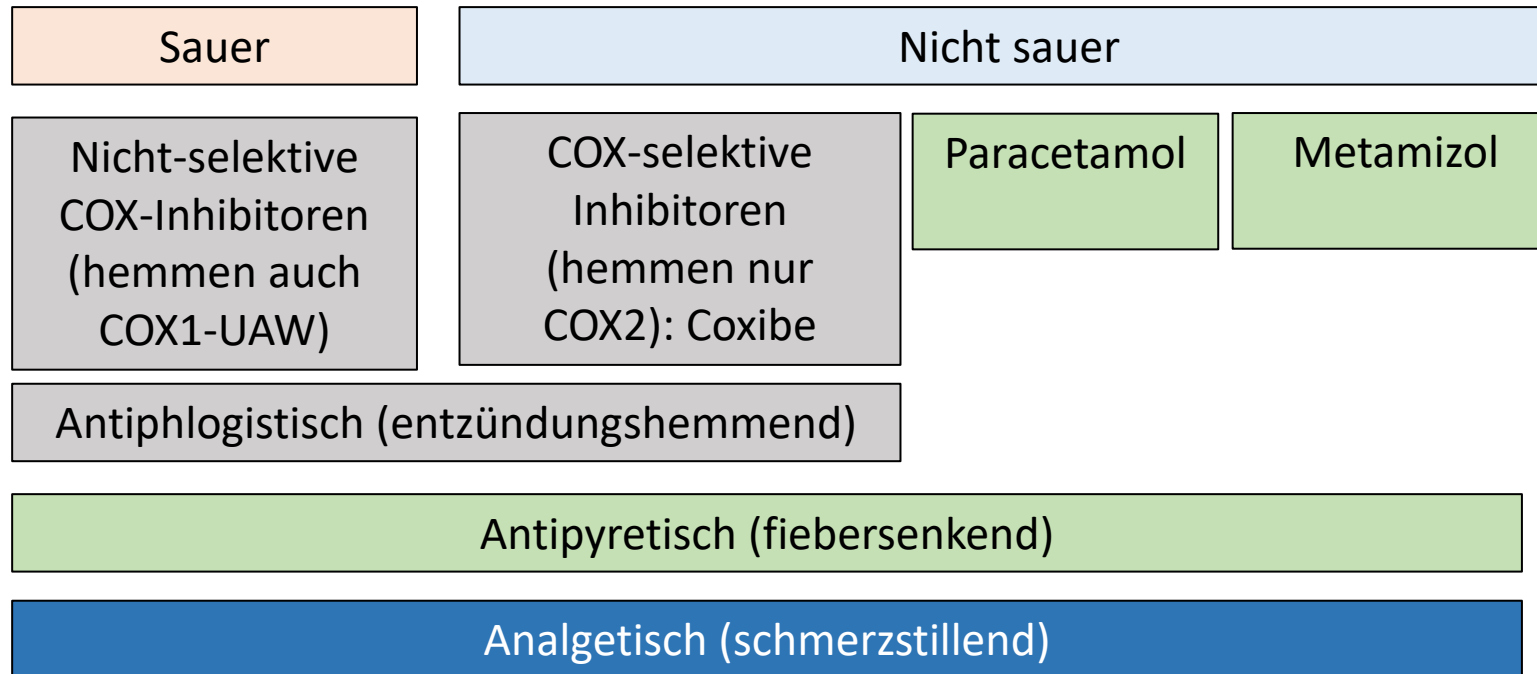 Sauer
Nicht sauer
Nicht-selektive
COX-Inhibitoren
(hemmen auch
COX1-UAW)
COX-selektive
Inhibitoren
(hemmen nur
COX2): Coxibe
Paracetamol
Metamizol
Antiphlogistisch (entzündungshemmend)
Antipyretisch (fiebersenkend)
Analgetisch (schmerzstillend)